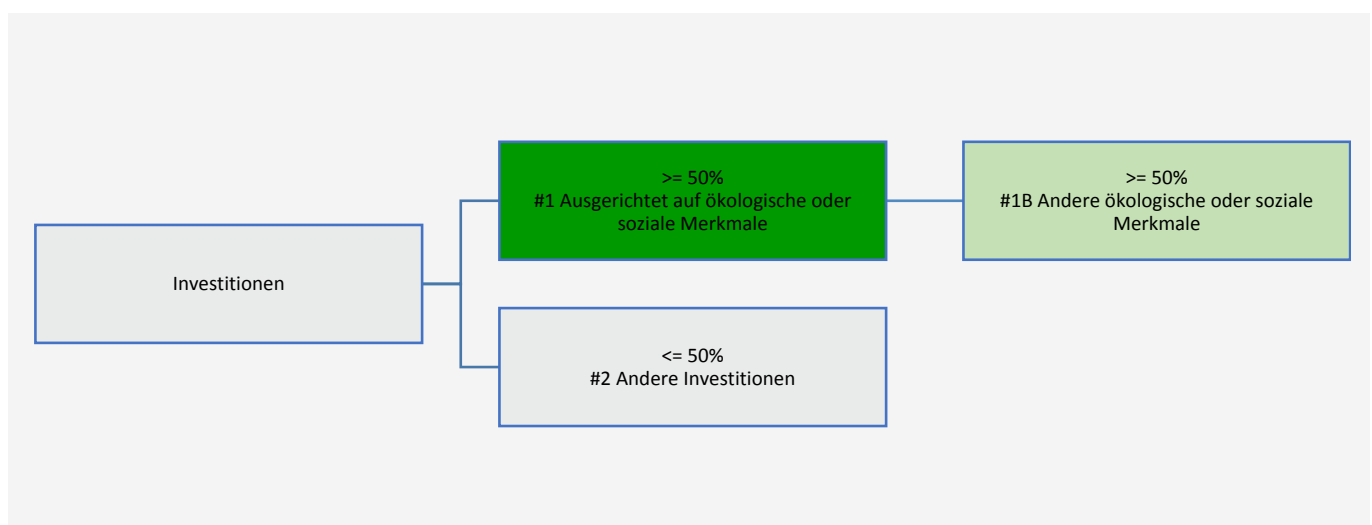 >= 50%
#1 Ausgerichtet auf ökologische oder
soziale Merkmale
>= 50%
#1B Andere ökologische oder soziale
Merkmale
Investitionen
<= 50%
#2 Andere Investitionen